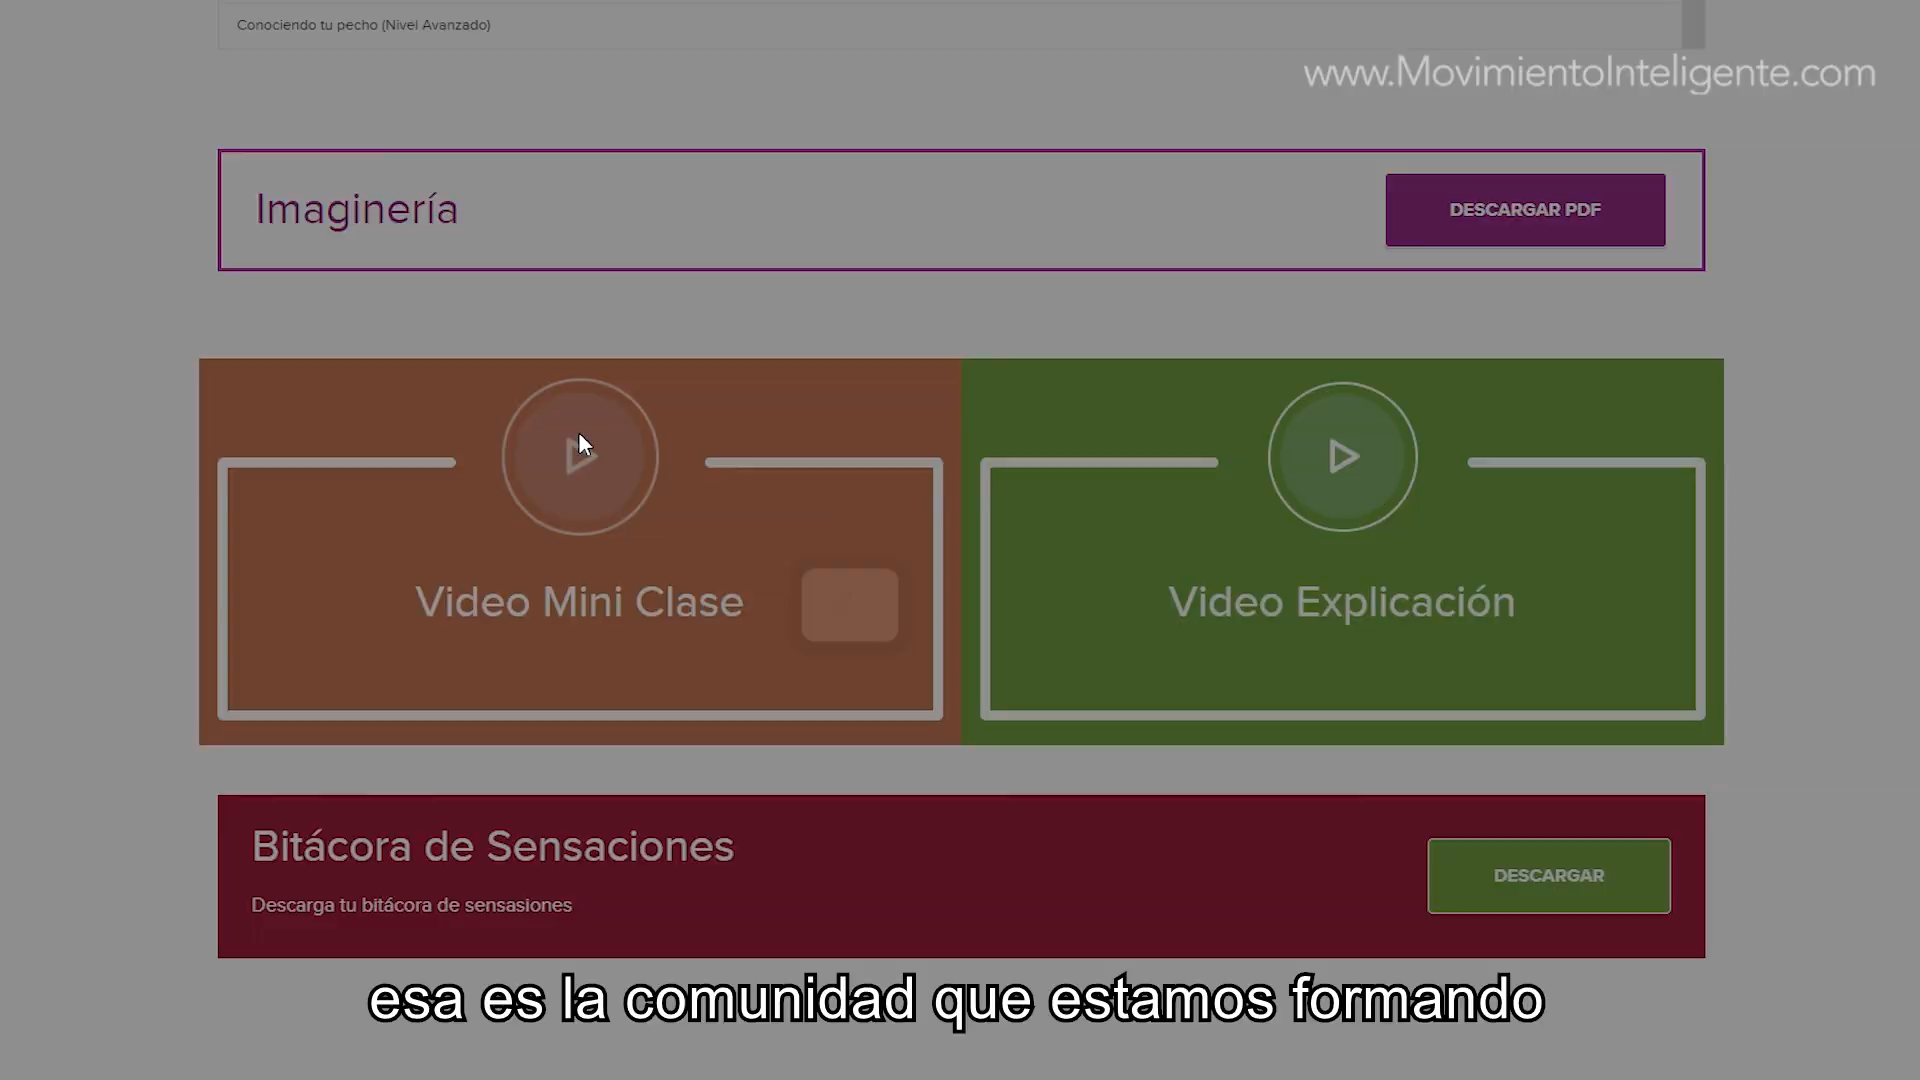 Conociendo tu pecho (Nivel Avanzado)
www.MovimientoInteligente.com
Imaginería
DESCARGAR PDF
Video Mini Clase
Video Explicación
Bitácora de Sensaciones
Descarga tu bitácora de sensasiones
DESCARGAR
esa es la comunidad que estamos formando